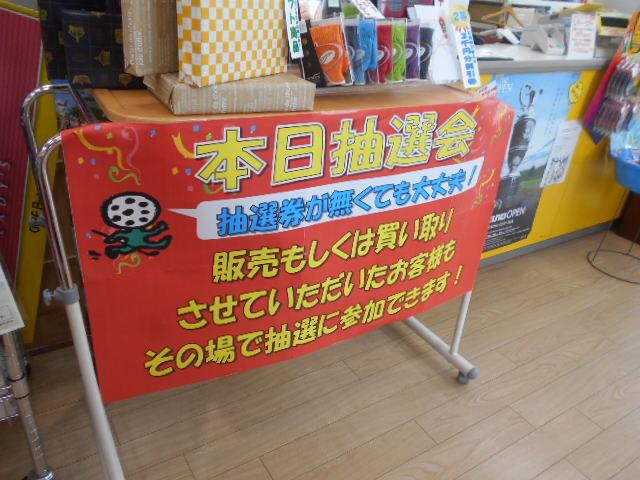 本日抽選会
抽選券が無くても大丈夫!
販売もしくは買い取り
させていただいたお客様も
その場で抽選に参加できます!
OPEN